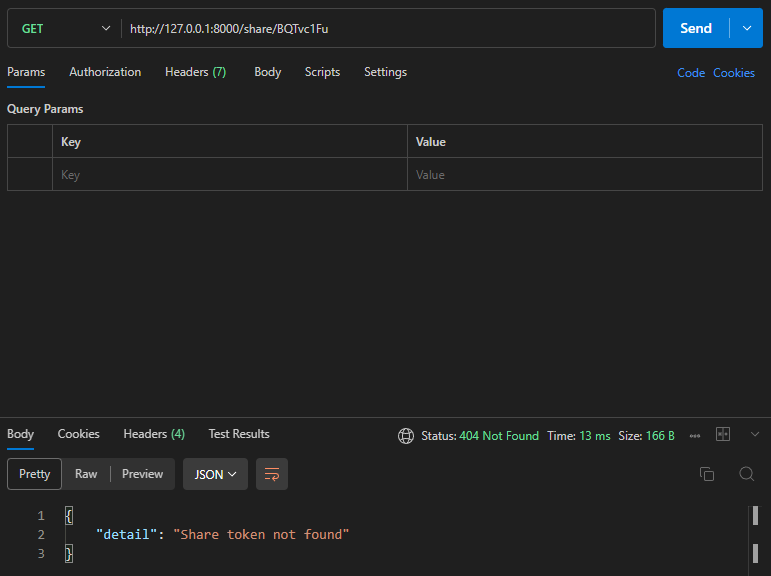 GET http://127.0.0.1:8000/share/BQTvc1Fu Send
Params Authorization Headers (7) Body Scripts Settings Code Cookies
Query Params
Key Value
Key Value
Body Cookies Headers (4) Test Results Status: 404 Not Found Time: 13 ms Size: 166 B
Pretty Raw Preview JSON
1 {
2 "detail": "Share token not found"
3 }